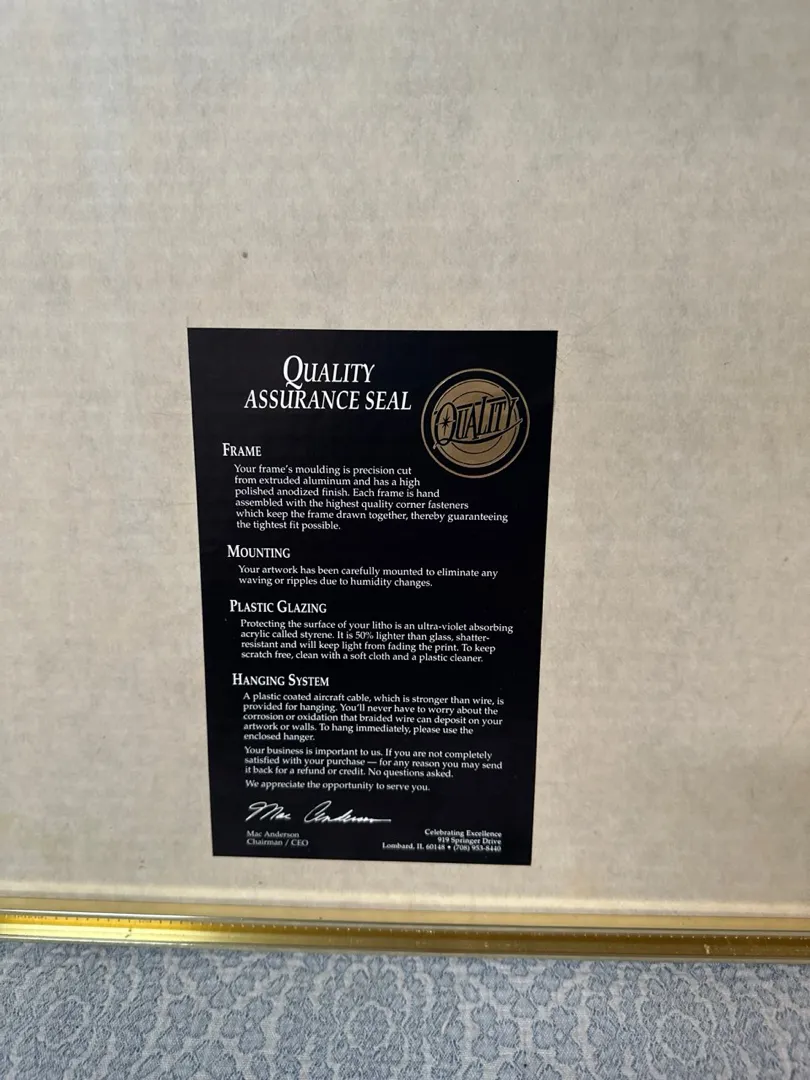 QUALITY
ASSURANCE SEAL
QUALITY
FRAME
Your frame's moulding is precision cut
from extruded aluminum and has a high
polished anodized finish. Each frame is hand
assembled with the highest quality corner fasteners
which keep the frame drawn together, thereby guaranteeing
the tightest fit possible.
MOUNTING
Your artwork has been carefully mounted to eliminate any
waving or ripples due to humidity changes.
PLASTIC GLAZING
Protecting the surface of your litho is an ultra-violet absorbing
acrylic called styrene. It is 50% lighter than glass, shatter-
resistant and will keep light from fading the print. To keep
scratch free, clean with a soft cloth and a plastic cleaner.
HANGING SYSTEM
A plastic coated aircraft cable, which is stronger than wire, is
provided for hanging. You'll never have to worry about the
corrosion or oxidation that braided wire can deposit on your
artwork or walls. To hang immediately, please use the
enclosed hanger.
Your business is important to us. If you are not completely
satisfied with your purchase — for any reason you may send
it back for a refund or credit. No questions asked.
We appreciate the opportunity to serve you.
Mac Anderson
Mac Anderson
Chairman / CEO
Celebrating Excellence
919 Springer Drive
Lombard, IL 60148 • (708) 953-8440